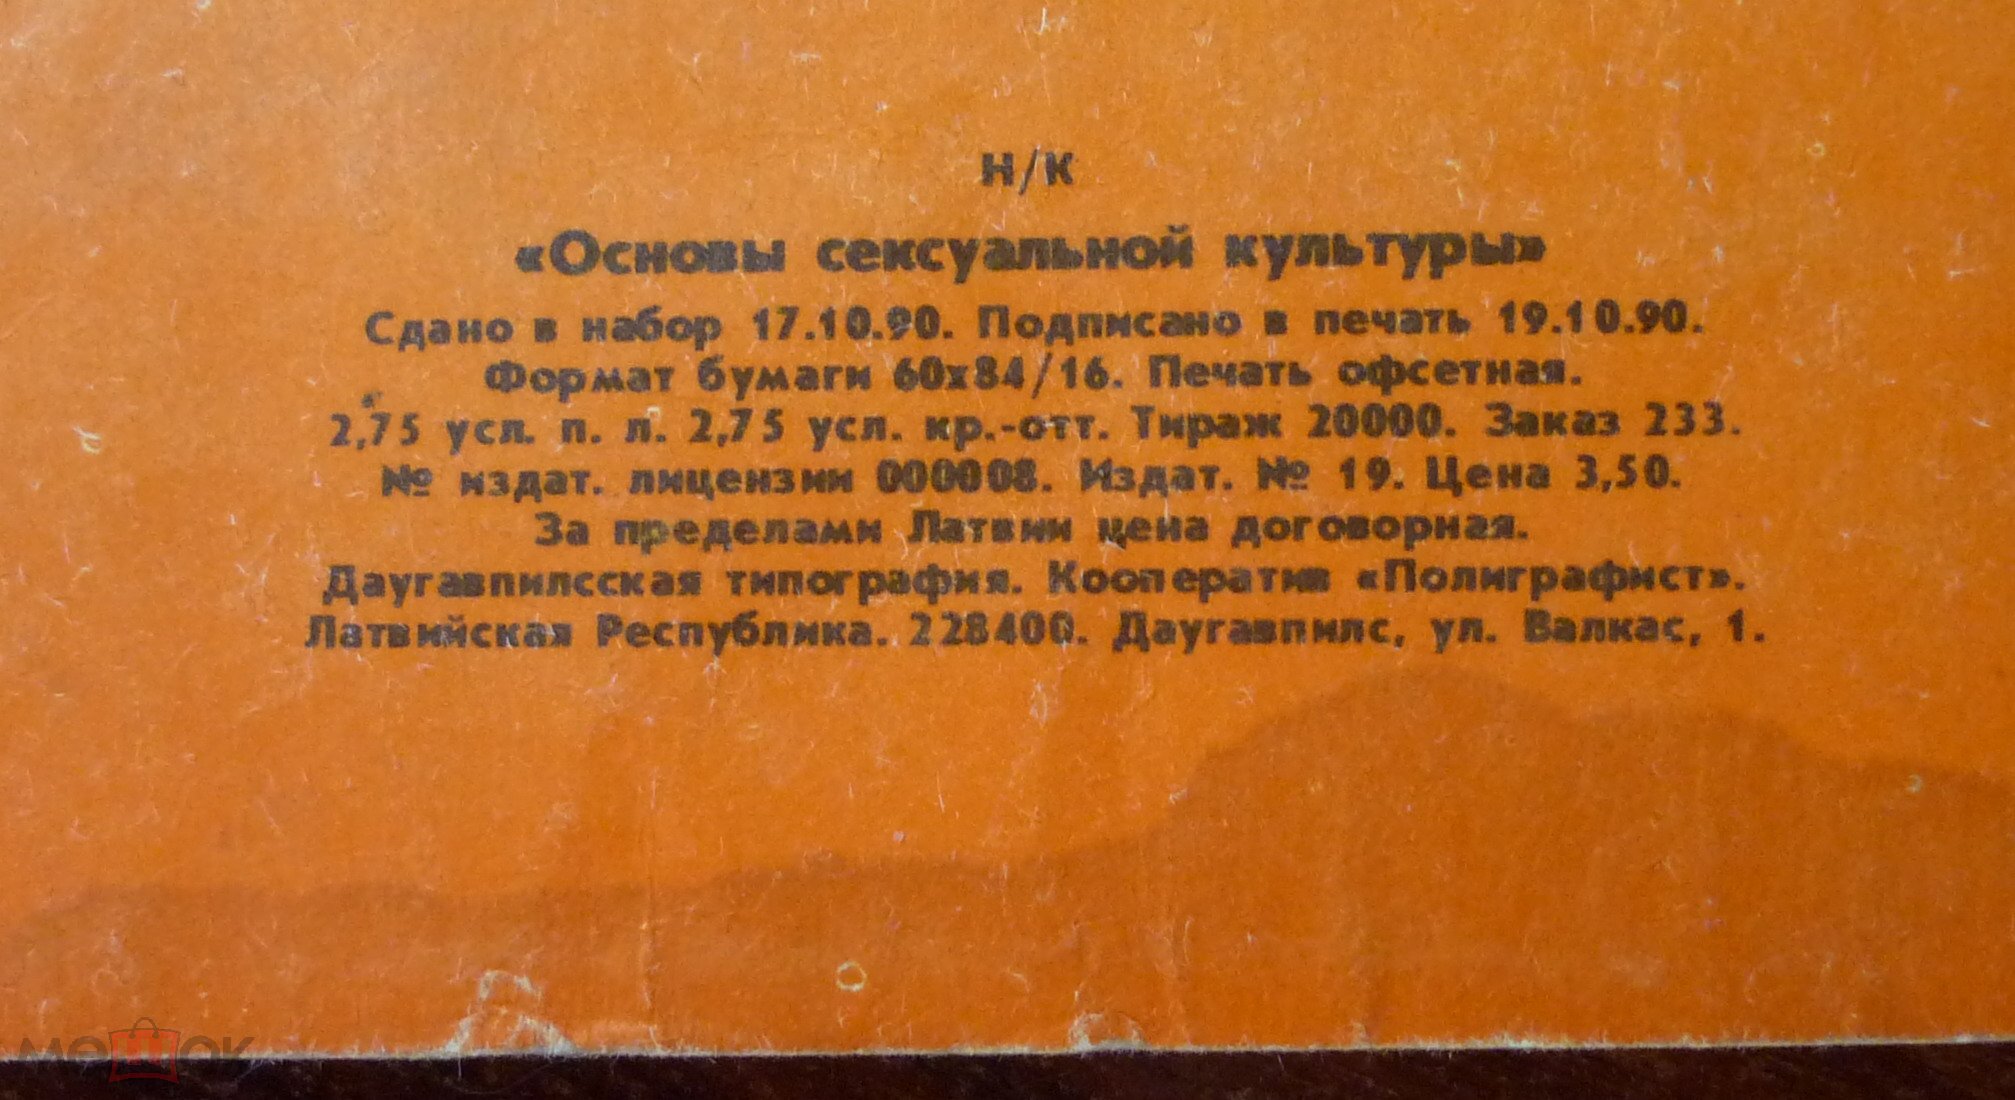 Н/К
«Основы сексуальной культуры»
Сдано в набор 17.10.90. Подписано в печать 19.10.90.
Формат бумаги 60х84/16. Печать офсетная.
2,75 усл. п. л. 2,75 усл. кр.-отт. Тираж 20000. Заказ 233.
№ издат. лицензии 000008. Издат. № 19. Цена 3,50.
За пределами Латвии цена договорная.
Даугавпилсская типография. Кооператив «Полиграфист».
Латвийская Республика. 228400. Даугавпилс, ул. Валкас, 1.
мешок